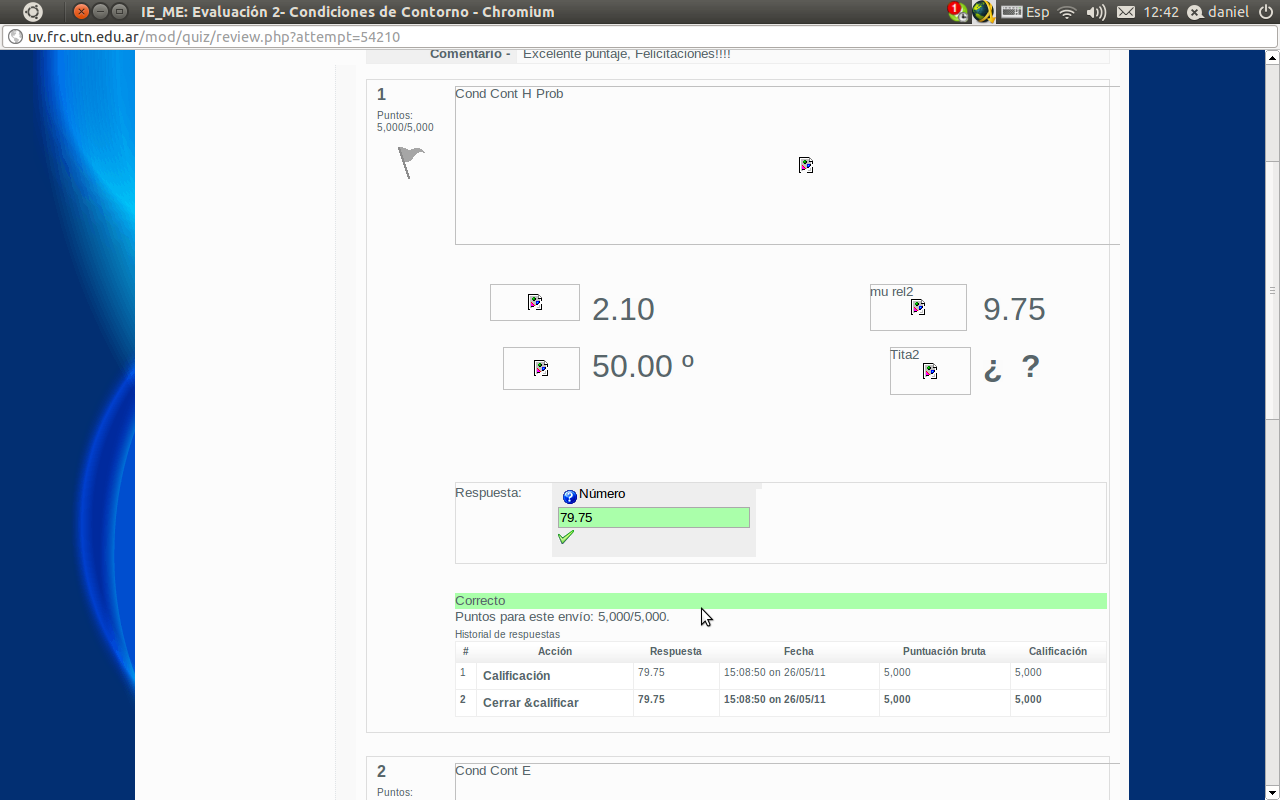 IE_ME: Evaluación 2- Condiciones de Contorno - Chromium
1
Esp
12:42
daniel
uv.frc.utn.edu.ar/mod/quiz/review.php?attempt=54210
Comentario - Excelente puntaje, Felicitaciones!!!!
1
Puntos:
5,000/5,000
Cond Cont H Prob
2.10
mu rel2
9.75
50.00 º
Tita2
¿ ?
Respuesta:
Número
79.75
Correcto
Puntos para este envío: 5,000/5,000.
Historial de respuestas
# Acción Respuesta Fecha Puntuación bruta Calificación
1 Calificación 79.75 15:08:50 on 26/05/11 5,000 5,000
2 Cerrar &calificar 79.75 15:08:50 on 26/05/11 5,000 5,000
2
Puntos:
Cond Cont E